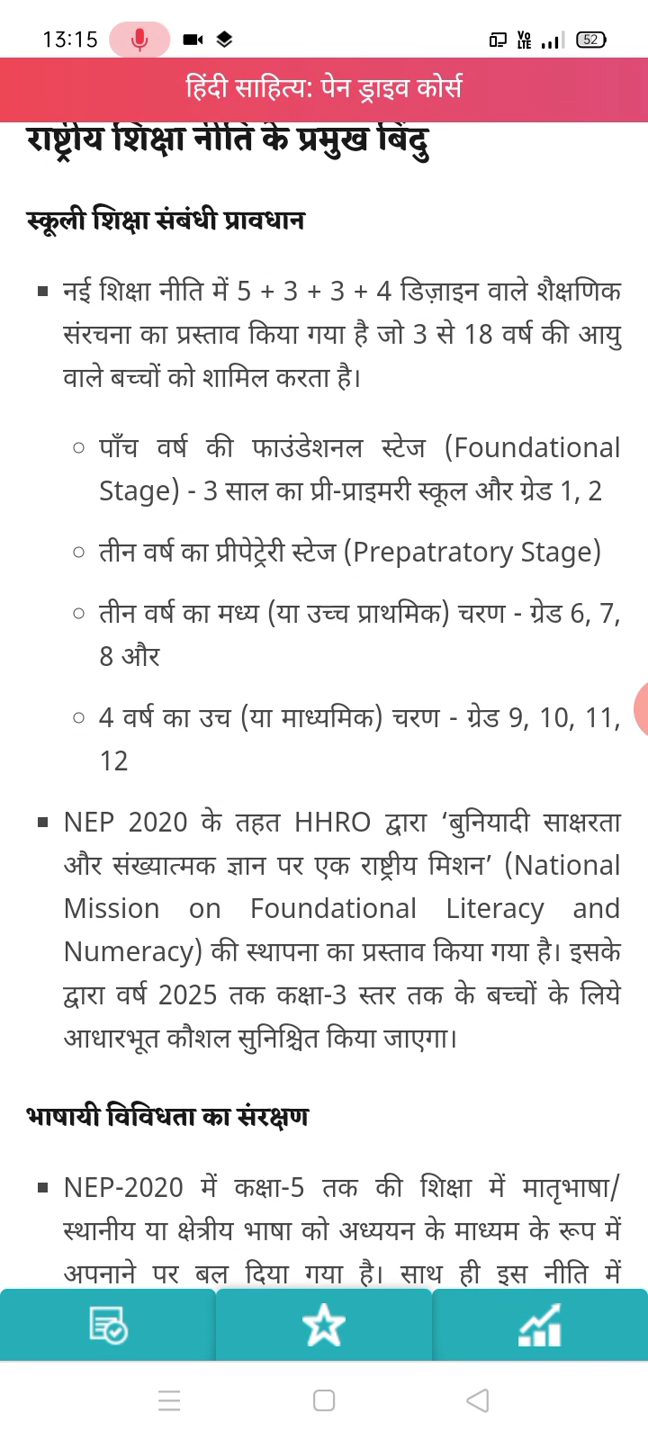 13:15
Vo
LTE
52
हिंदी साहित्य: पेन ड्राइव कोर्स
राष्ट्रीय शिक्षा नीति के प्रमुख बिंदु
स्कूली शिक्षा संबंधी प्रावधान
नई शिक्षा नीति में 5 + 3 + 3 + 4 डिज़ाइन वाले शैक्षणिक
संरचना का प्रस्ताव किया गया है जो 3 से 18 वर्ष की आयु
वाले बच्चों को शामिल करता है।
पाँच वर्ष की फाउंडेशनल स्टेज (Foundational
Stage) - 3 साल का प्री-प्राइमरी स्कूल और ग्रेड 1, 2
तीन वर्ष का प्रीपेट्रेरी स्टेज (Prepatratory Stage)
तीन वर्ष का मध्य (या उच्च प्राथमिक) चरण - ग्रेड 6, 7,
8 और
4 वर्ष का उच (या माध्यमिक) चरण - ग्रेड 9, 10, 11,
12
NEP 2020 के तहत HHRO द्वारा ‘बुनियादी साक्षरता
और संख्यात्मक ज्ञान पर एक राष्ट्रीय मिशन’ (National
Mission on Foundational Literacy and
Numeracy) की स्थापना का प्रस्ताव किया गया है। इसके
द्वारा वर्ष 2025 तक कक्षा-3 स्तर तक के बच्चों के लिये
आधारभूत कौशल सुनिश्चित किया जाएगा।
भाषायी विविधता का संरक्षण
NEP-2020 में कक्षा-5 तक की शिक्षा में मातृभाषा/
स्थानीय या क्षेत्रीय भाषा को अध्ययन के माध्यम के रूप में
अपनाने पर बल दिया गया है। साथ ही इस नीति में